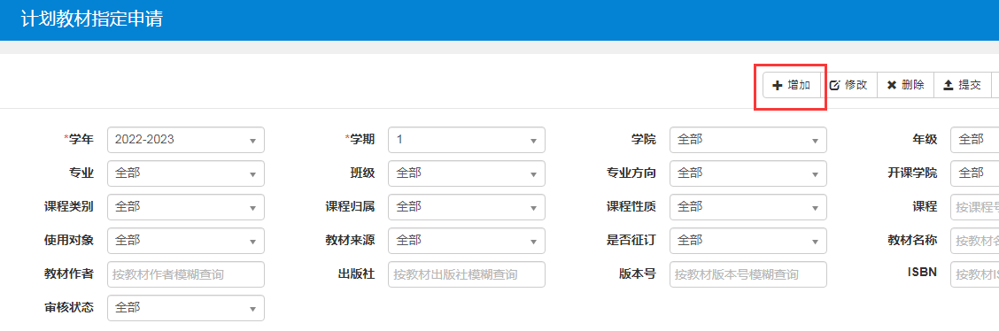 计划教材指定申请
增加 修改 删除 提交
*学年 2022-2023 *学期 1 学院 全部 年级 全部
专业 全部 班级 全部 专业方向 全部 开课学院 全部
课程类别 全部 课程归属 全部 课程性质 全部 课程 按课程号
使用对象 全部 教材来源 全部 是否征订 全部 教材名称 按教材名
教材作者 按教材作者模糊查询 出版社 按教材出版社模糊查询 版本号 按教材版本号模糊查询 ISBN 按教材IS
审核状态 全部